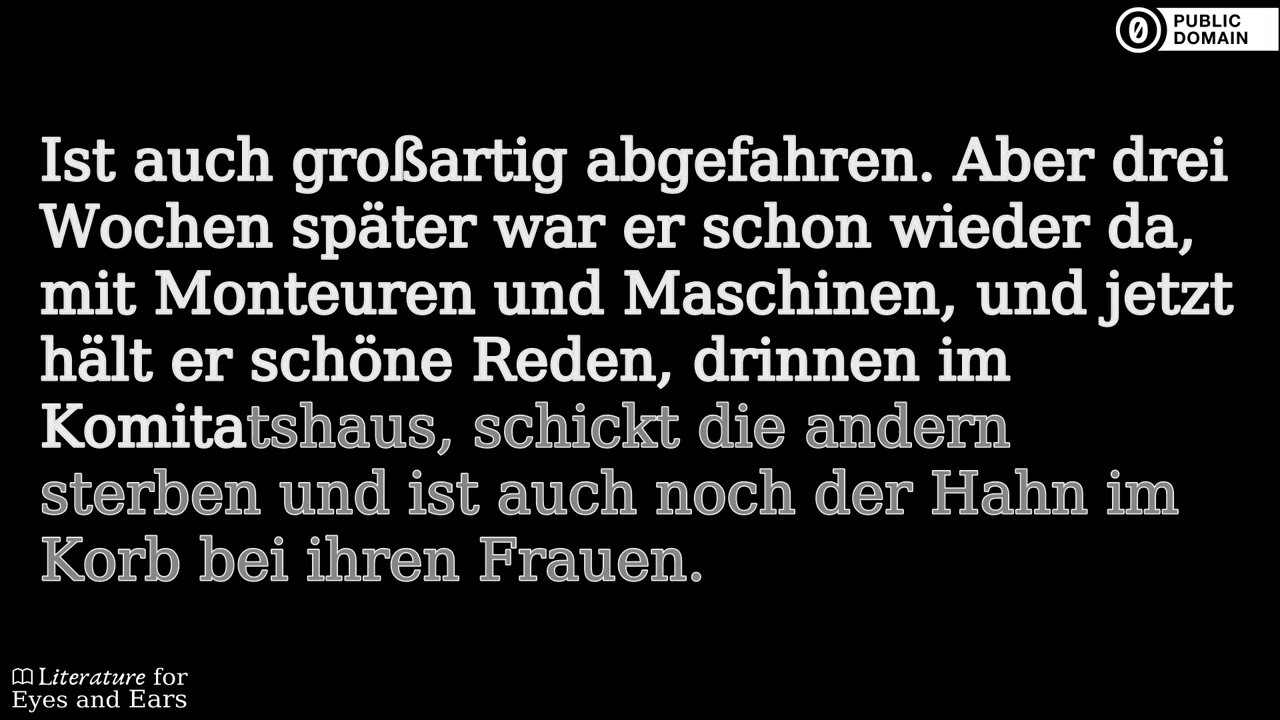 PUBLIC
DOMAIN
Ist auch großartig abgefahren. Aber drei
Wochen später war er schon wieder da,
mit Monteuren und Maschinen, und jetzt
hält er schöne Reden, drinnen im
Komitatshaus, schickt die andern
sterben und ist auch noch der Hahn im
Korb bei ihren Frauen.
Literature for
Eyes and Ears